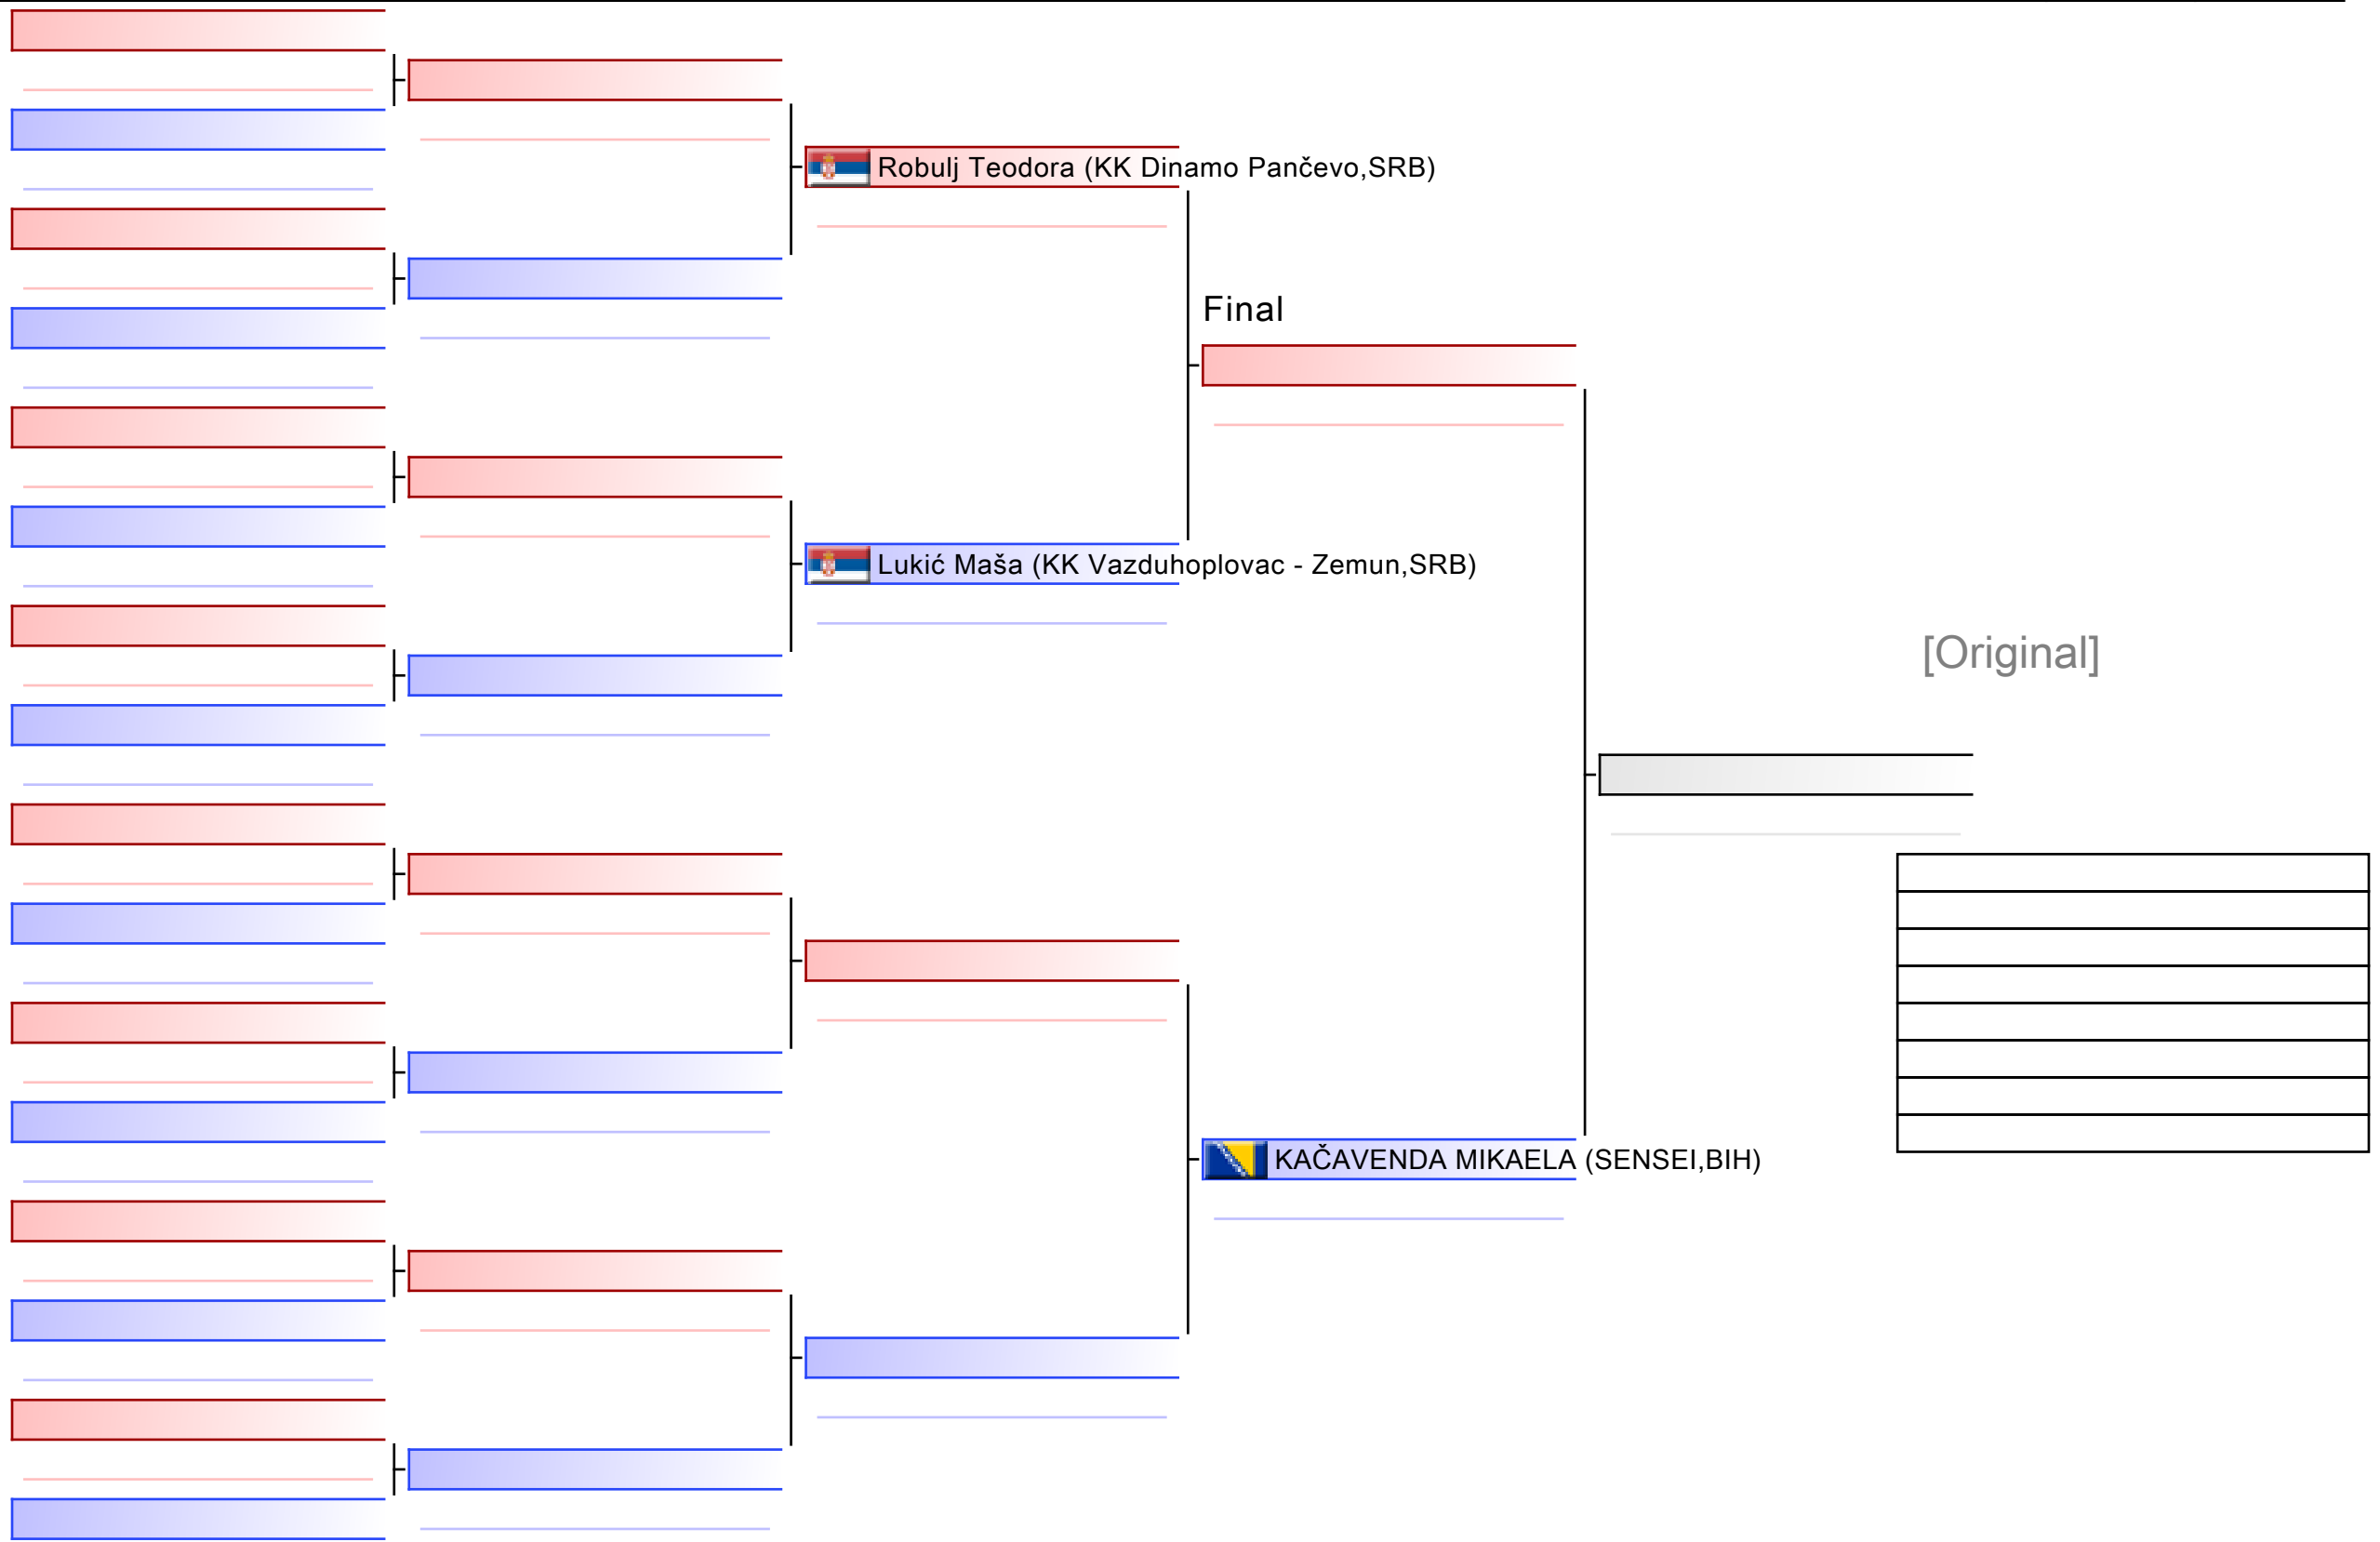 Robulj Teodora (KK Dinamo Pančevo,SRB)
Final
Lukić Maša (KK Vazduhoplovac - Zemun,SRB)
[Original]
KAČAVENDA MIKAELA (SENSEI,BIH)